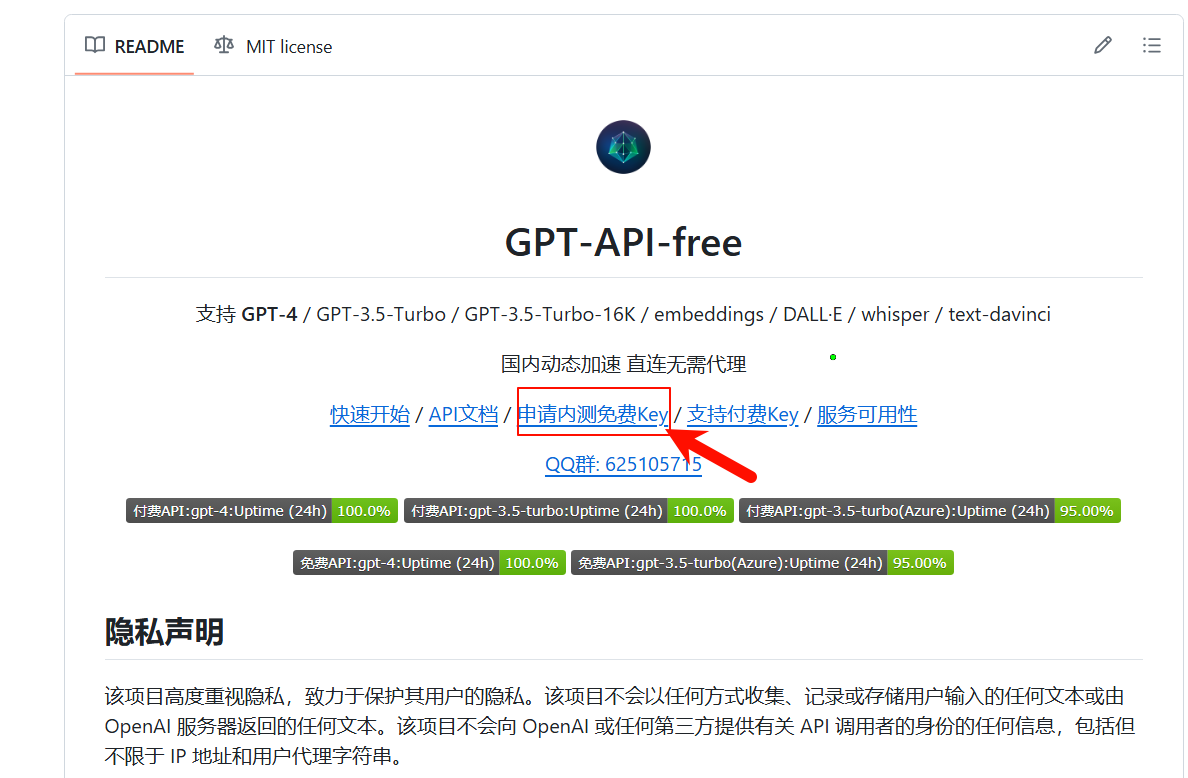 README MIT license
GPT-API-free
支持 GPT-4 / GPT-3.5-Turbo / GPT-3.5-Turbo-16K / embeddings / DALL·E / whisper / text-davinci
国内动态加速 直连无需代理
快速开始 / API文档 / 申请内测免费Key / 支持付费Key / 服务可用性
QQ群: 625105715
付费API:gpt-4:Uptime (24h) 100.0% 付费API:gpt-3.5-turbo:Uptime (24h) 100.0% 付费API:gpt-3.5-turbo(Azure):Uptime (24h) 95.00%
免费API:gpt-4:Uptime (24h) 100.0% 免费API:gpt-3.5-turbo(Azure):Uptime (24h) 95.00%
隐私声明
该项目高度重视隐私，致力于保护其用户的隐私。该项目不会以任何方式收集、记录或存储用户输入的任何文本或由
OpenAI 服务器返回的任何文本。该项目不会向 OpenAI 或任何第三方提供有关 API 调用者的身份的任何信息，包括但
不限于 IP 地址和用户代理字符串。